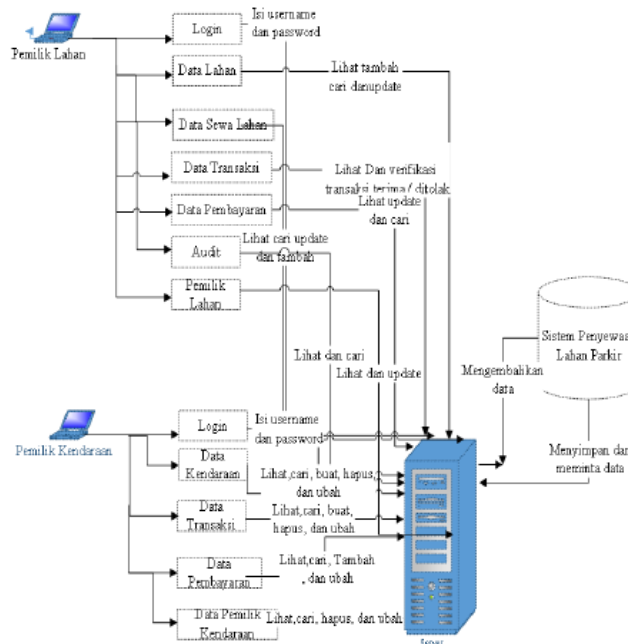 Login
Isi username
dan password
Pemilik Lahan
Data Lahan
Lihat tambah
cari danupdate
Data Sewa Lahan
Data Transaksi
Lihat Dan verifikasi
transaksi terima / ditolak
Data Pembayaran
Lihat update
dan cari
Audit
Lihat cari update
dan tambah
Pemilik
Lahan
Sistem Penyewaa
Lahan Parkir
Lihat dan cari
Lihat dan update
Mengembalikan
data
Login
Isi username
dan password
Pemilik Kendaraan
Data
Kendaraan
Lihat,cari, buat, hapus,
dan ubah
Menyimpan dan
meminta data
Data
Transaksi
Lihat,cari, buat,
hapus, dan ubah
Data
Pembayaran
Lihat,cari, Tambah
, dan ubah
Data Pemilik
Kendaraan
Lihat,cari, hapus, dan ubah